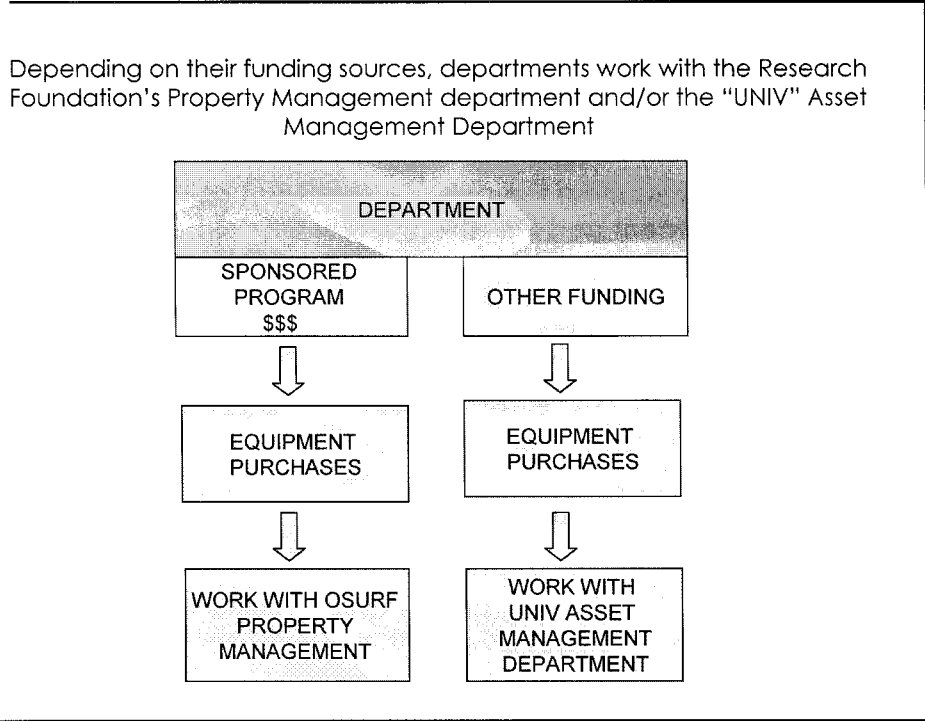 Depending on their funding sources, departments work with the Research
Foundation's Property Management department and/or the "UNIV" Asset
Management Department
DEPARTMENT
SPONSORED
PROGRAM
$$$
OTHER FUNDING
EQUIPMENT
PURCHASES
EQUIPMENT
PURCHASES
WORK WITH OSURF
PROPERTY
MANAGEMENT
WORK WITH
UNIV ASSET
MANAGEMENT
DEPARTMENT